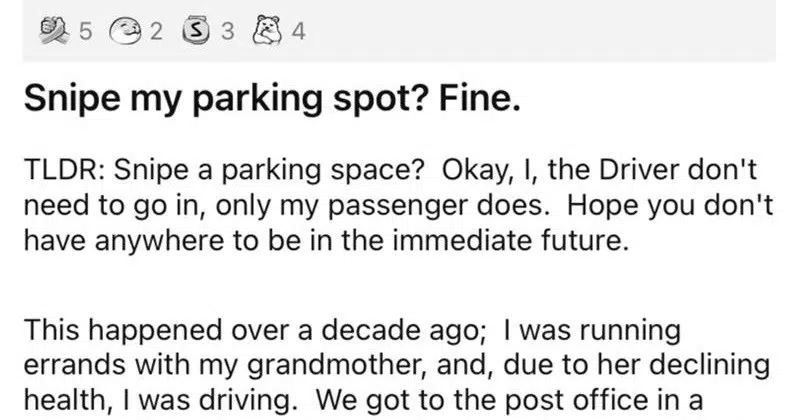 5 2 S 3 4
Snipe my parking spot? Fine.
TLDR: Snipe a parking space?  Okay, I, the Driver don't
need to go in, only my passenger does.  Hope you don't
have anywhere to be in the immediate future.
This happened over a decade ago;  I was running
errands with my grandmother, and, due to her declining
health, I was driving.  We got to the post office in a